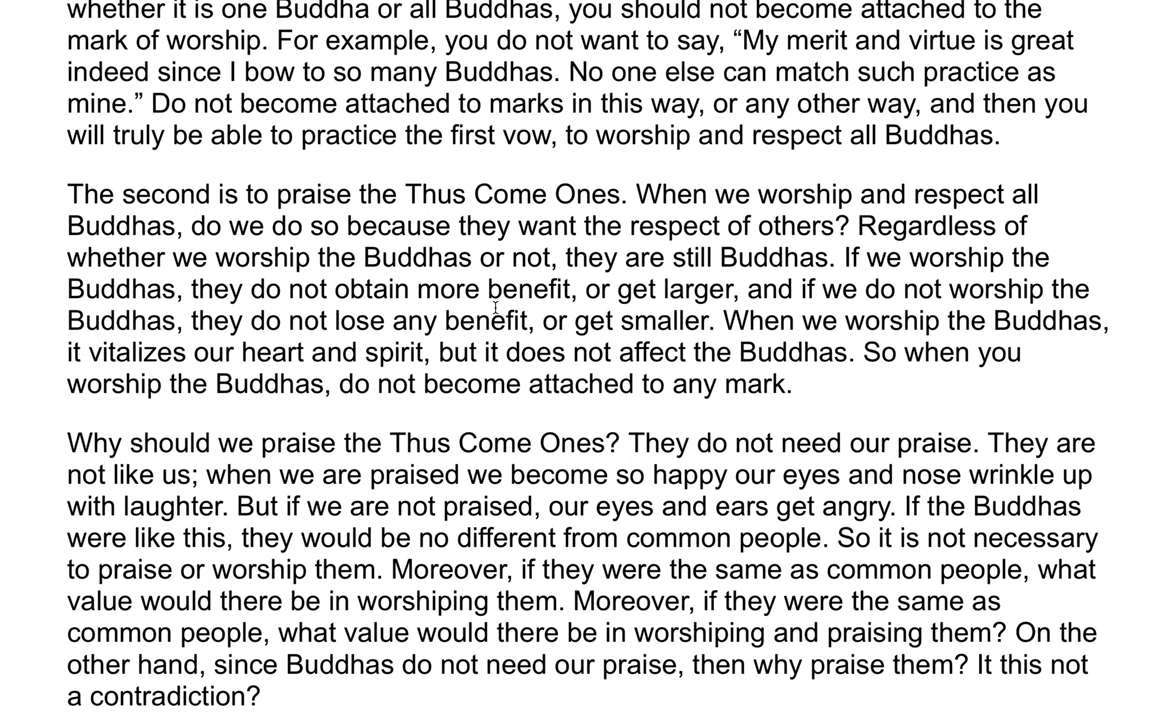 whether it is one Buddha or all Buddhas, you should not become attached to the
mark of worship. For example, you do not want to say, “My merit and virtue is great
indeed since I bow to so many Buddhas. No one else can match such practice as
mine.” Do not become attached to marks in this way, or any other way, and then you
will truly be able to practice the first vow, to worship and respect all Buddhas.
The second is to praise the Thus Come Ones. When we worship and respect all
Buddhas, do we do so because they want the respect of others? Regardless of
whether we worship the Buddhas or not, they are still Buddhas. If we worship the
Buddhas, they do not obtain more benefit, or get larger, and if we do not worship the
Buddhas, they do not lose any benefit, or get smaller. When we worship the Buddhas,
it vitalizes our heart and spirit, but it does not affect the Buddhas. So when you
worship the Buddhas, do not become attached to any mark.
Why should we praise the Thus Come Ones? They do not need our praise. They are
not like us; when we are praised we become so happy our eyes and nose wrinkle up
with laughter. But if we are not praised, our eyes and ears get angry. If the Buddhas
were like this, they would be no different from common people. So it is not necessary
to praise or worship them. Moreover, if they were the same as common people, what
value would there be in worshiping them. Moreover, if they were the same as
common people, what value would there be in worshiping and praising them? On the
other hand, since Buddhas do not need our praise, then why praise them? It this not
a contradiction?